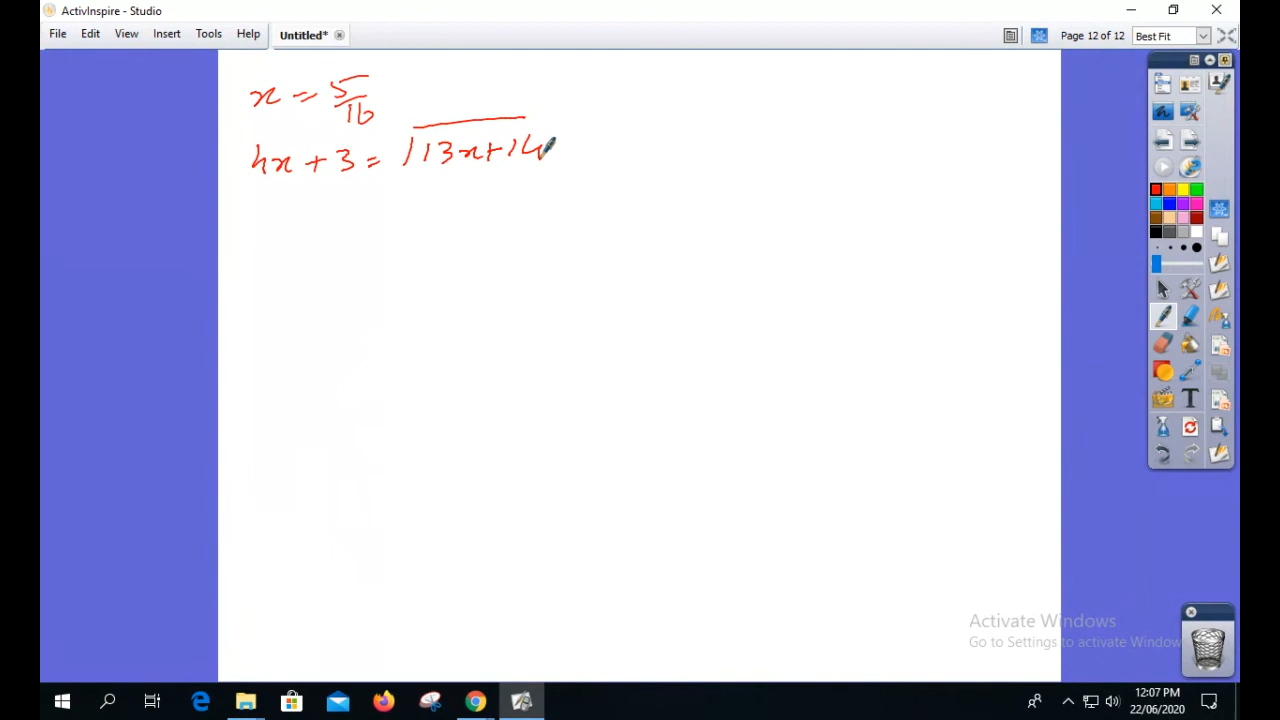 ActivInspire - Studio
File Edit View Insert Tools Help Untitled* Page 12 of 12 Best Fit
x = 5/16
4x + 3 = √13x+14
Activate Windows
Go to Settings to activate Window
12:07 PM
22/06/2020